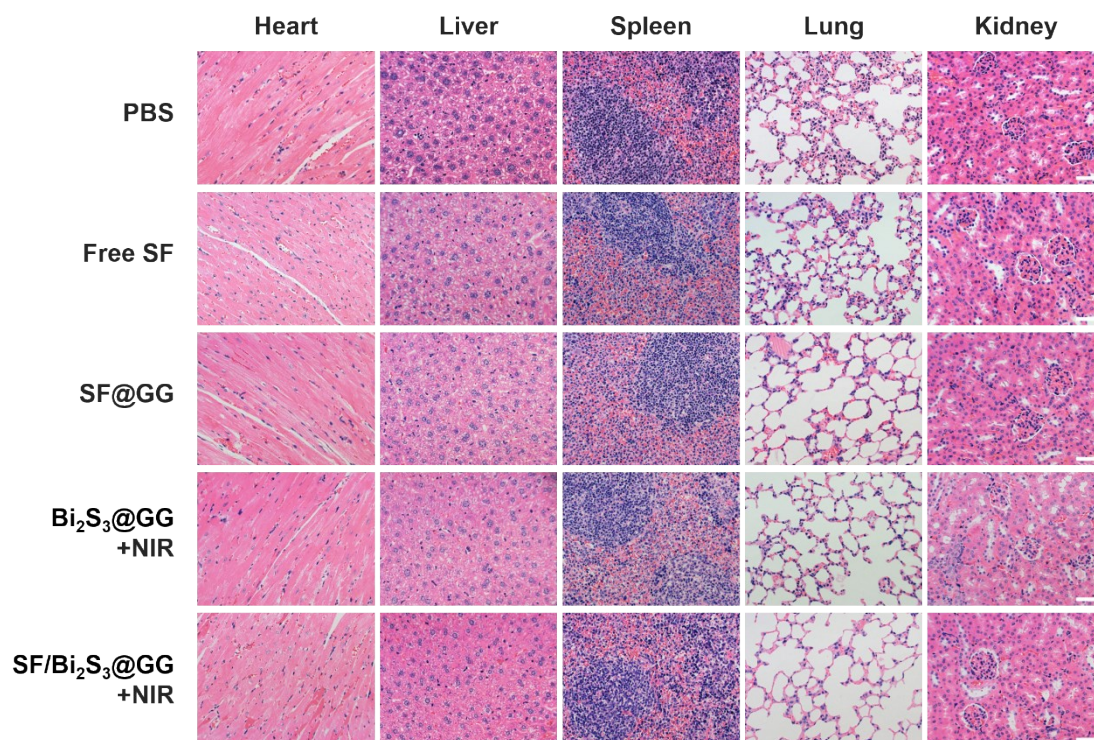 Heart Liver Spleen Lung Kidney
PBS
Free SF
SF@GG
Bi₂S₃@GG
+NIR
SF/Bi₂S₃@GG
+NIR